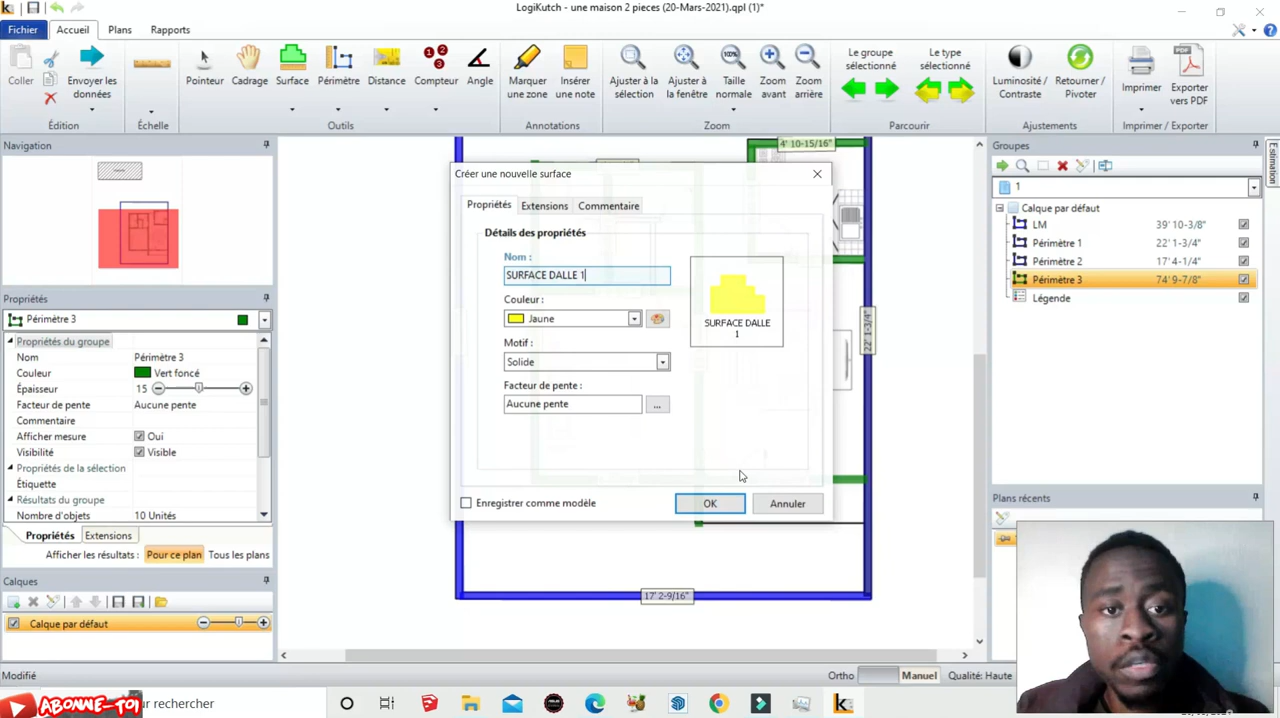 LogiKutch - une maison 2 pieces (20-Mars-2021).qpl (1)*
Fichier
Accueil
Plans
Rapports
Coller
Envoyer les données
Édition
Échelle
Pointeur
Cadrage
Surface
Périmètre
Distance
Compteur
Angle
Outils
Marquer une zone
Insérer une note
Annotations
Ajuster à la sélection
Ajuster à la fenêtre
100%
Taille normale
Zoom avant
Zoom arrière
Zoom
Le groupe sélectionné
Le type sélectionné
Parcourir
Luminosité / Contraste
Retourner / Pivoter
Ajustements
Imprimer
PDF
Exporter vers PDF
Imprimer / Exporter
Navigation
Propriétés
Périmètre 3
Propriétés du groupe
Nom Périmètre 3
Couleur Vert foncé
Épaisseur 15
Facteur de pente Aucune pente
Commentaire
Afficher mesure Oui
Visibilité Visible
Propriétés de la sélection
Étiquette
Résultats du groupe
Nombre d'objets 10 Unités
Propriétés
Extensions
Afficher les résultats : Pour ce plan Tous les plans
Calques
Calque par défaut
Modifié
4' 10-15/16"
22' 1-3/4"
17' 2-9/16"
Créer une nouvelle surface
Propriétés
Extensions
Commentaire
Détails des propriétés
Nom :
SURFACE DALLE 1
Couleur :
Jaune
Motif :
Solide
Facteur de pente :
Aucune pente
...
SURFACE DALLE
1
Enregistrer comme modèle
OK
Annuler
Groupes
1
Calque par défaut
LM 39' 10-3/8"
Périmètre 1 22' 1-3/4"
Périmètre 2 17' 4-1/4"
Périmètre 3 74' 9-7/8"
Légende
Estimation
Plans récents
Ortho
Manuel
Qualité: Haute
ABONNE-TOI
r rechercher